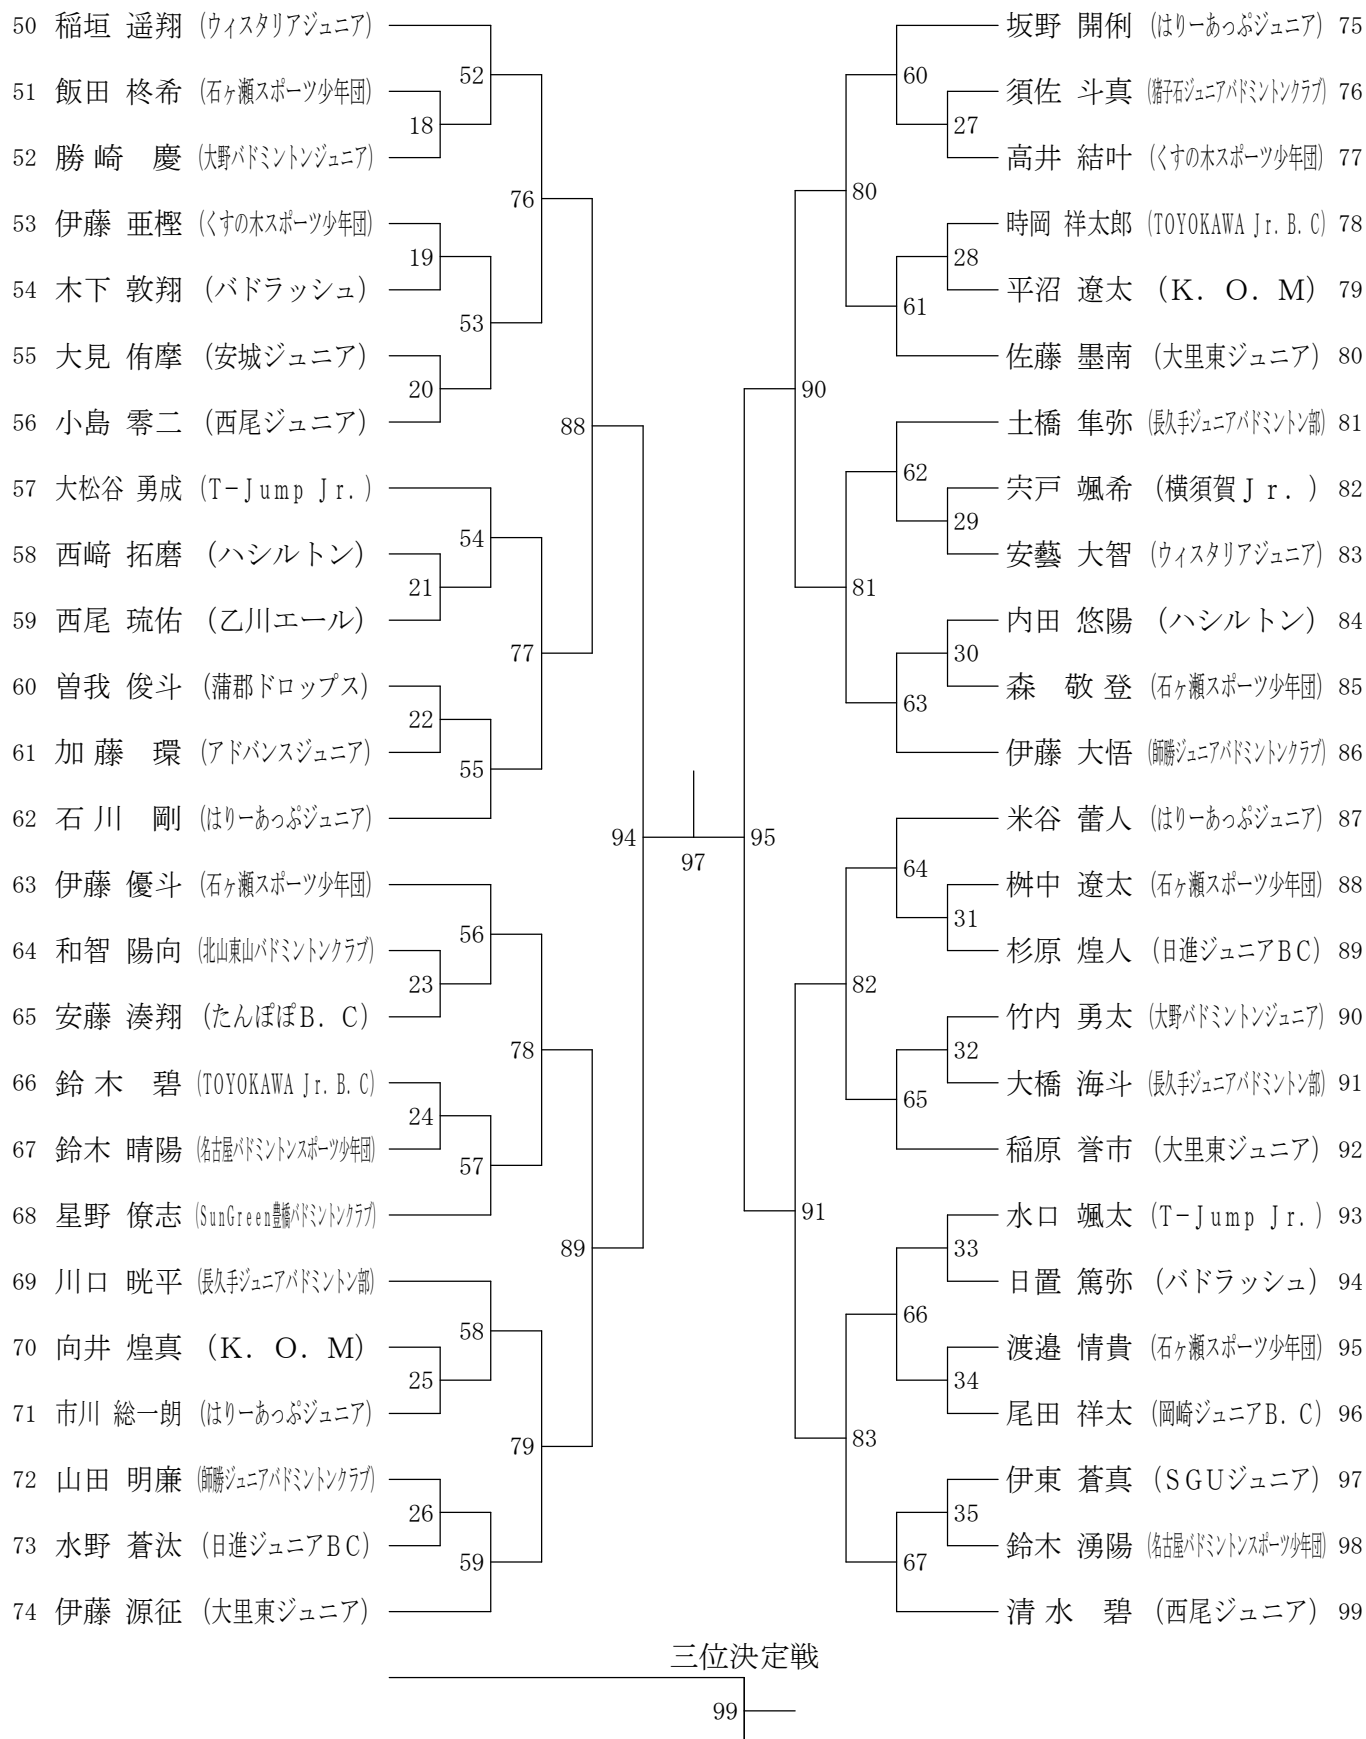 50 稲垣 遥翔 (ウィスタリアジュニア)
51 飯田 柊希 (石ヶ瀬スポーツ少年団)
52 勝崎 慶 (大野バドミントンジュニア)
53 伊藤 亜樫 (くすの木スポーツ少年団)
54 木下 敦翔 (バドラッシュ)
55 大見 侑摩 (安城ジュニア)
56 小島 零二 (西尾ジュニア)
57 大松谷 勇成 (T-Jump Jr.)
58 西﨑 拓磨 (ハシルトン)
59 西尾 琉佑 (乙川エール)
60 曽我 俊斗 (蒲郡ドロップス)
61 加藤 環 (アドバンスジュニア)
62 石川 剛 (はりーあっぷジュニア)
63 伊藤 優斗 (石ヶ瀬スポーツ少年団)
64 和智 陽向 (北山東山バドミントンクラブ)
65 安藤 湊翔 (たんぽぽB.C)
66 鈴木 碧 (TOYOKAWA Jr.B.C)
67 鈴木 晴陽 (名古屋バドミントンスポーツ少年団)
68 星野 僚志 (SunGreen豊橋バドミントンクラブ)
69 川口 晄平 (長久手ジュニアバドミントン部)
70 向井 煌真 (K.O.M)
71 市川 総一朗 (はりーあっぷジュニア)
72 山田 明廉 (師勝ジュニアバドミントンクラブ)
73 水野 蒼汰 (日進ジュニアBC)
74 伊藤 源征 (大里東ジュニア)
18
19
20
21
22
23
24
25
26
52
53
54
55
56
57
58
59
76
77
78
79
88
89
94
97
95
90
91
80
81
82
83
60
61
62
63
64
65
66
67
27
28
29
30
31
32
33
34
35
坂野 開俐 (はりーあっぷジュニア) 75
須佐 斗真 (猪子石ジュニアバドミントンクラブ) 76
高井 結叶 (くすの木スポーツ少年団) 77
時岡 祥太郎 (TOYOKAWA Jr.B.C) 78
平沼 遼太 (K.O.M) 79
佐藤 墨南 (大里東ジュニア) 80
土橋 隼弥 (長久手ジュニアバドミントン部) 81
宍戸 颯希 (横須賀Jr.) 82
安藝 大智 (ウィスタリアジュニア) 83
内田 悠陽 (ハシルトン) 84
森 敬登 (石ヶ瀬スポーツ少年団) 85
伊藤 大悟 (師勝ジュニアバドミントンクラブ) 86
米谷 蕾人 (はりーあっぷジュニア) 87
桝中 遼太 (石ヶ瀬スポーツ少年団) 88
杉原 煌人 (日進ジュニアBC) 89
竹内 勇太 (大野バドミントンジュニア) 90
大橋 海斗 (長久手ジュニアバドミントン部) 91
稲原 誉市 (大里東ジュニア) 92
水口 颯太 (T-Jump Jr.) 93
日置 篤弥 (バドラッシュ) 94
渡邉 情貴 (石ヶ瀬スポーツ少年団) 95
尾田 祥太 (岡崎ジュニアB.C) 96
伊東 蒼真 (SGUジュニア) 97
鈴木 湧陽 (名古屋バドミントンスポーツ少年団) 98
清水 碧 (西尾ジュニア) 99
三位決定戦
99